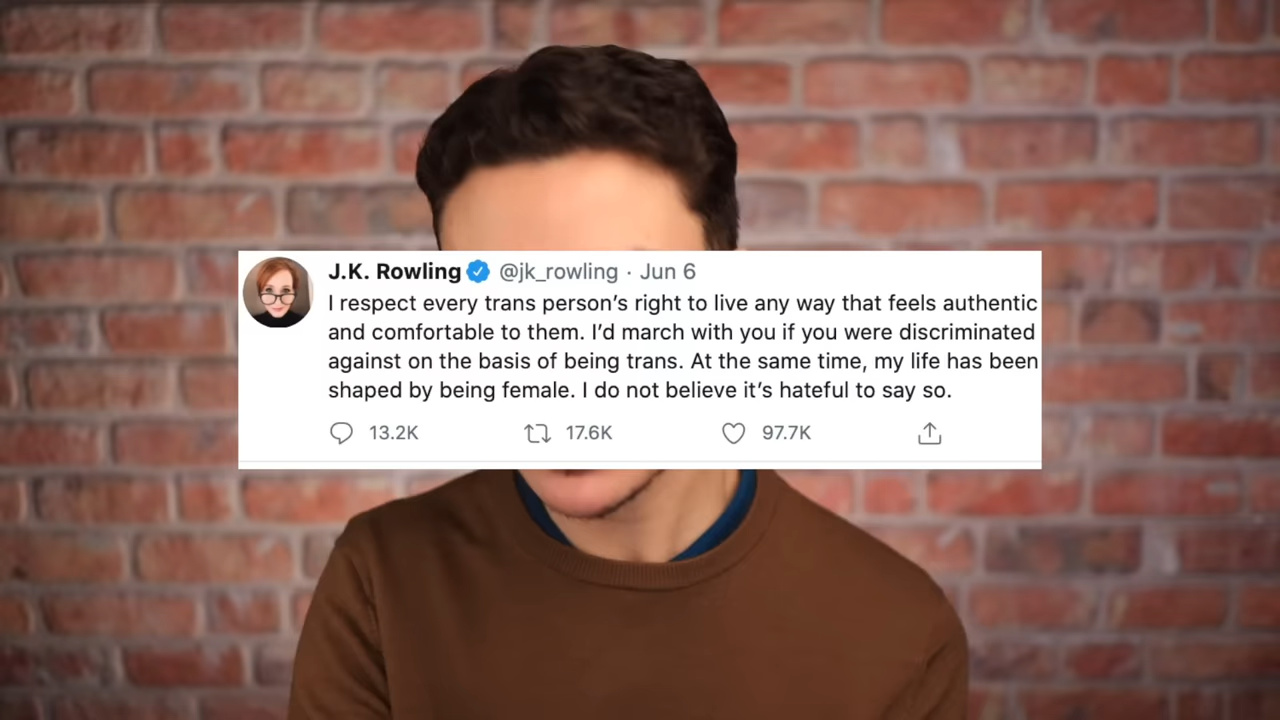 J.K. Rowling @jk_rowling · Jun 6
I respect every trans person’s right to live any way that feels authentic
and comfortable to them. I’d march with you if you were discriminated
against on the basis of being trans. At the same time, my life has been
shaped by being female. I do not believe it’s hateful to say so.
13.2K 17.6K 97.7K